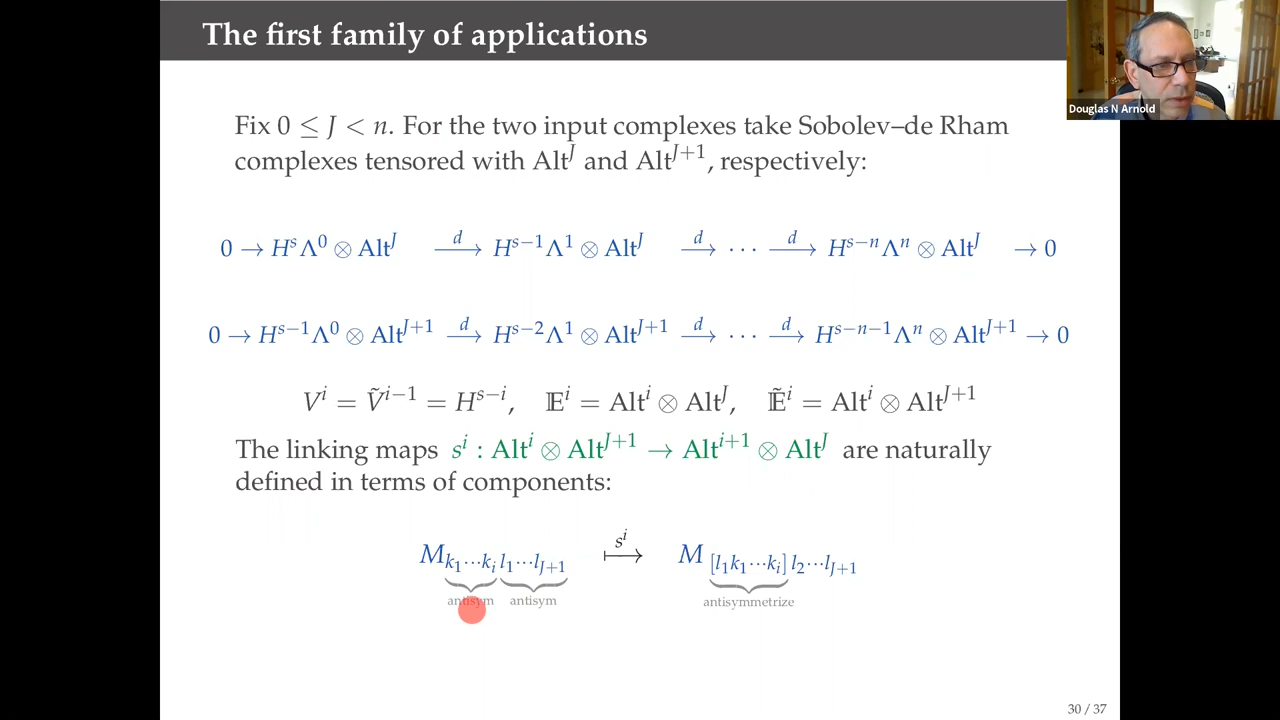 The first family of applications
Douglas N Arnold
Fix 0 ≤ J < n. For the two input complexes take Sobolev–de Rham
complexes tensored with Alt^J and Alt^{J+1}, respectively:
0 → H^sΛ^0 ⊗ Alt^J —d→ H^{s−1}Λ^1 ⊗ Alt^J —d→ ⋯ —d→ H^{s−n}Λ^n ⊗ Alt^J → 0
0 → H^{s−1}Λ^0 ⊗ Alt^{J+1} —d→ H^{s−2}Λ^1 ⊗ Alt^{J+1} —d→ ⋯ —d→ H^{s−n−1}Λ^n ⊗ Alt^{J+1} → 0
V^i = Ṽ^{i−1} = H^{s−i}, 𝔼^i = Alt^i ⊗ Alt^J, 𝔼̃^i = Alt^i ⊗ Alt^{J+1}
The linking maps s^i : Alt^i ⊗ Alt^{J+1} → Alt^{i+1} ⊗ Alt^J are naturally
defined in terms of components:
M_{k_1⋯k_i l_1⋯l_{J+1}} ⟼^{s^i} M_{[l_1k_1⋯k_i] l_2⋯l_{J+1}}
antisym antisym antisymmetrize
30 / 37